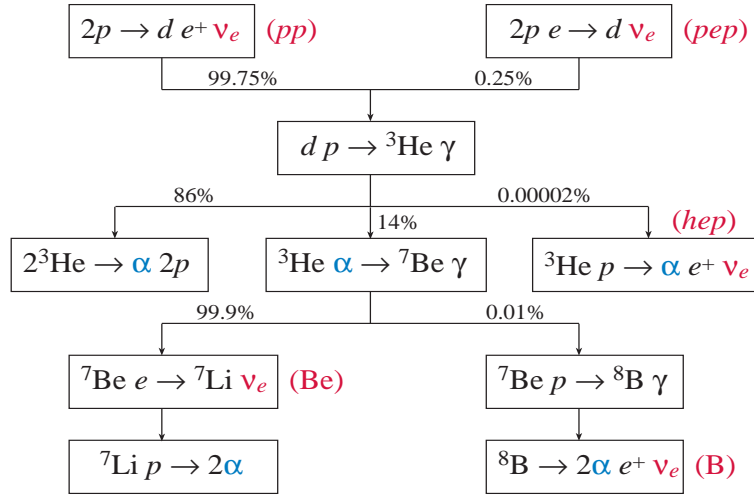 2p → d e⁺ νₑ (pp) 2p e → d νₑ (pep)
99.75% 0.25%
d p → ³He γ
86% 14% 0.00002%
(hep)
2³He → α 2p ³He α → ⁷Be γ ³He p → α e⁺ νₑ
99.9% 0.01%
⁷Be e → ⁷Li νₑ (Be) ⁷Be p → ⁸B γ
⁷Li p → 2α ⁸B → 2α e⁺ νₑ (B)